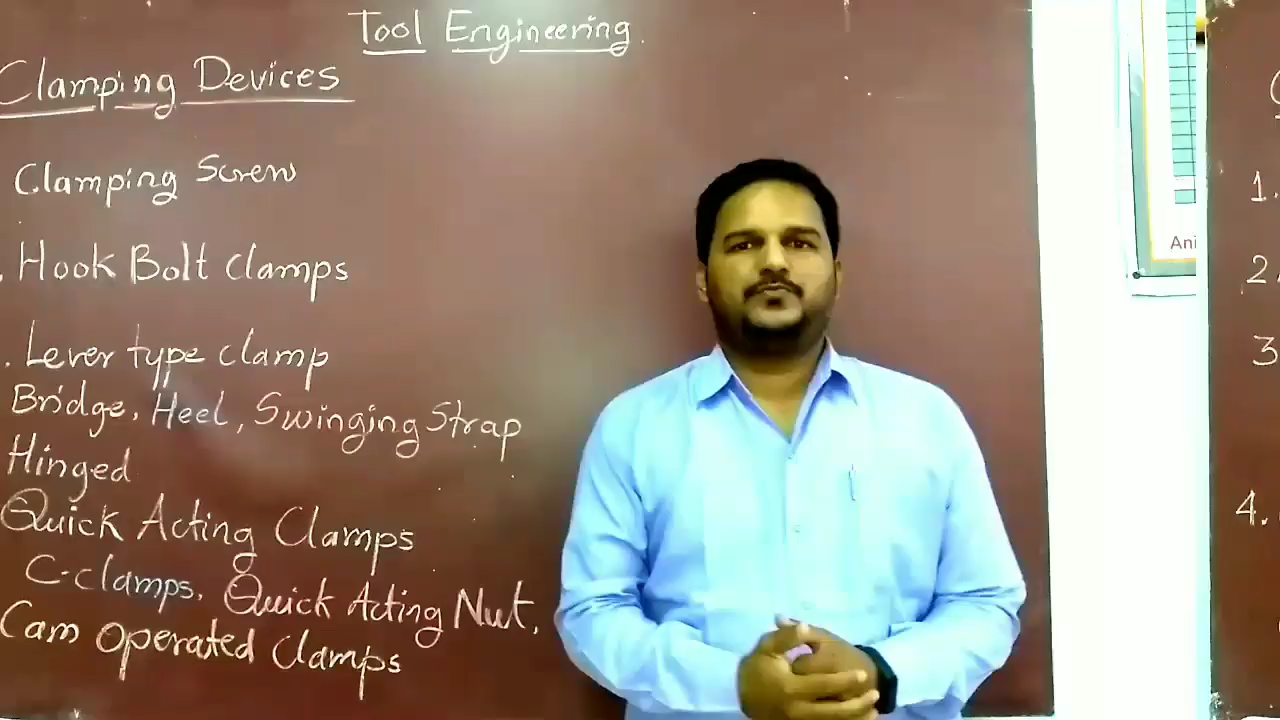 Tool Engineering.
Clamping Devices
Clamping Screw
. Hook Bolt Clamps
. Lever type clamp
Bridge, Heel, Swinging Strap
Hinged
Quick Acting Clamps
C-clamps, Quick Acting Nut,
Cam Operated Clamps
Ani
1.
2.
3
4.